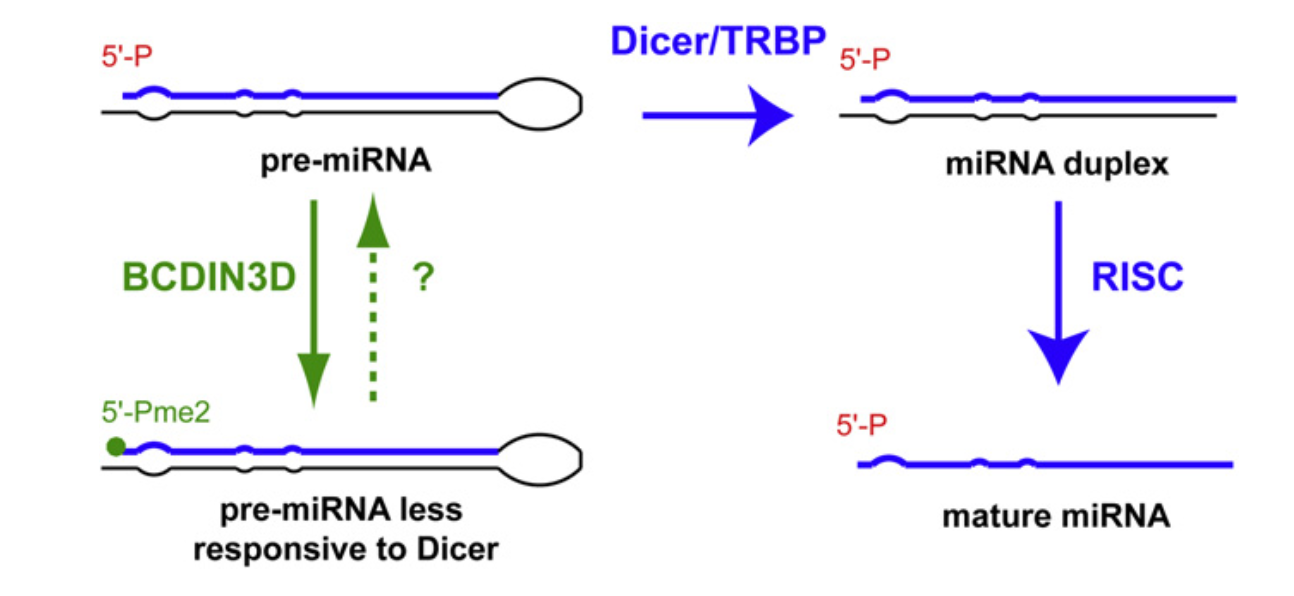 5'-P
Dicer/TRBP
5'-P
pre-miRNA
miRNA duplex
BCDIN3D
?
RISC
5'-Pme2
5'-P
pre-miRNA less
responsive to Dicer
mature miRNA